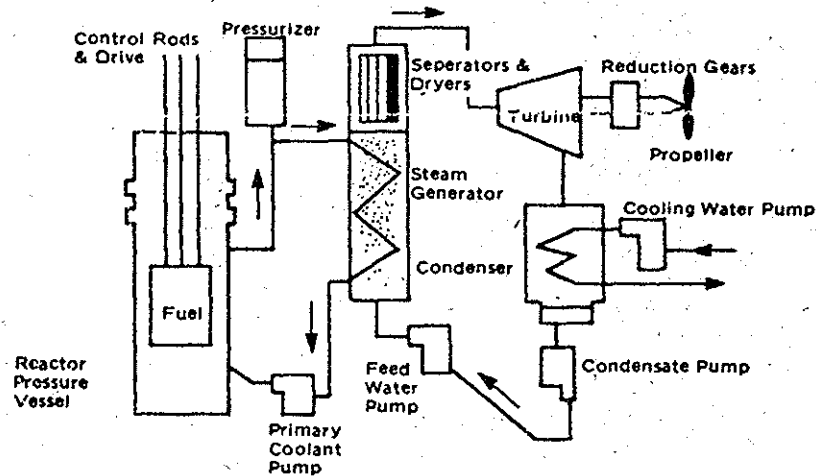 Control Rods
& Drive
Pressurizer
Seperators &
Dryers
Reduction Gears
Turbine
Propeller
Steam
Generator
Cooling Water Pump
Condenser
Fuel
Reactor
Pressure
Vessel
Feed
Water
Pump
Condensate Pump
Primary
Coolant
Pump